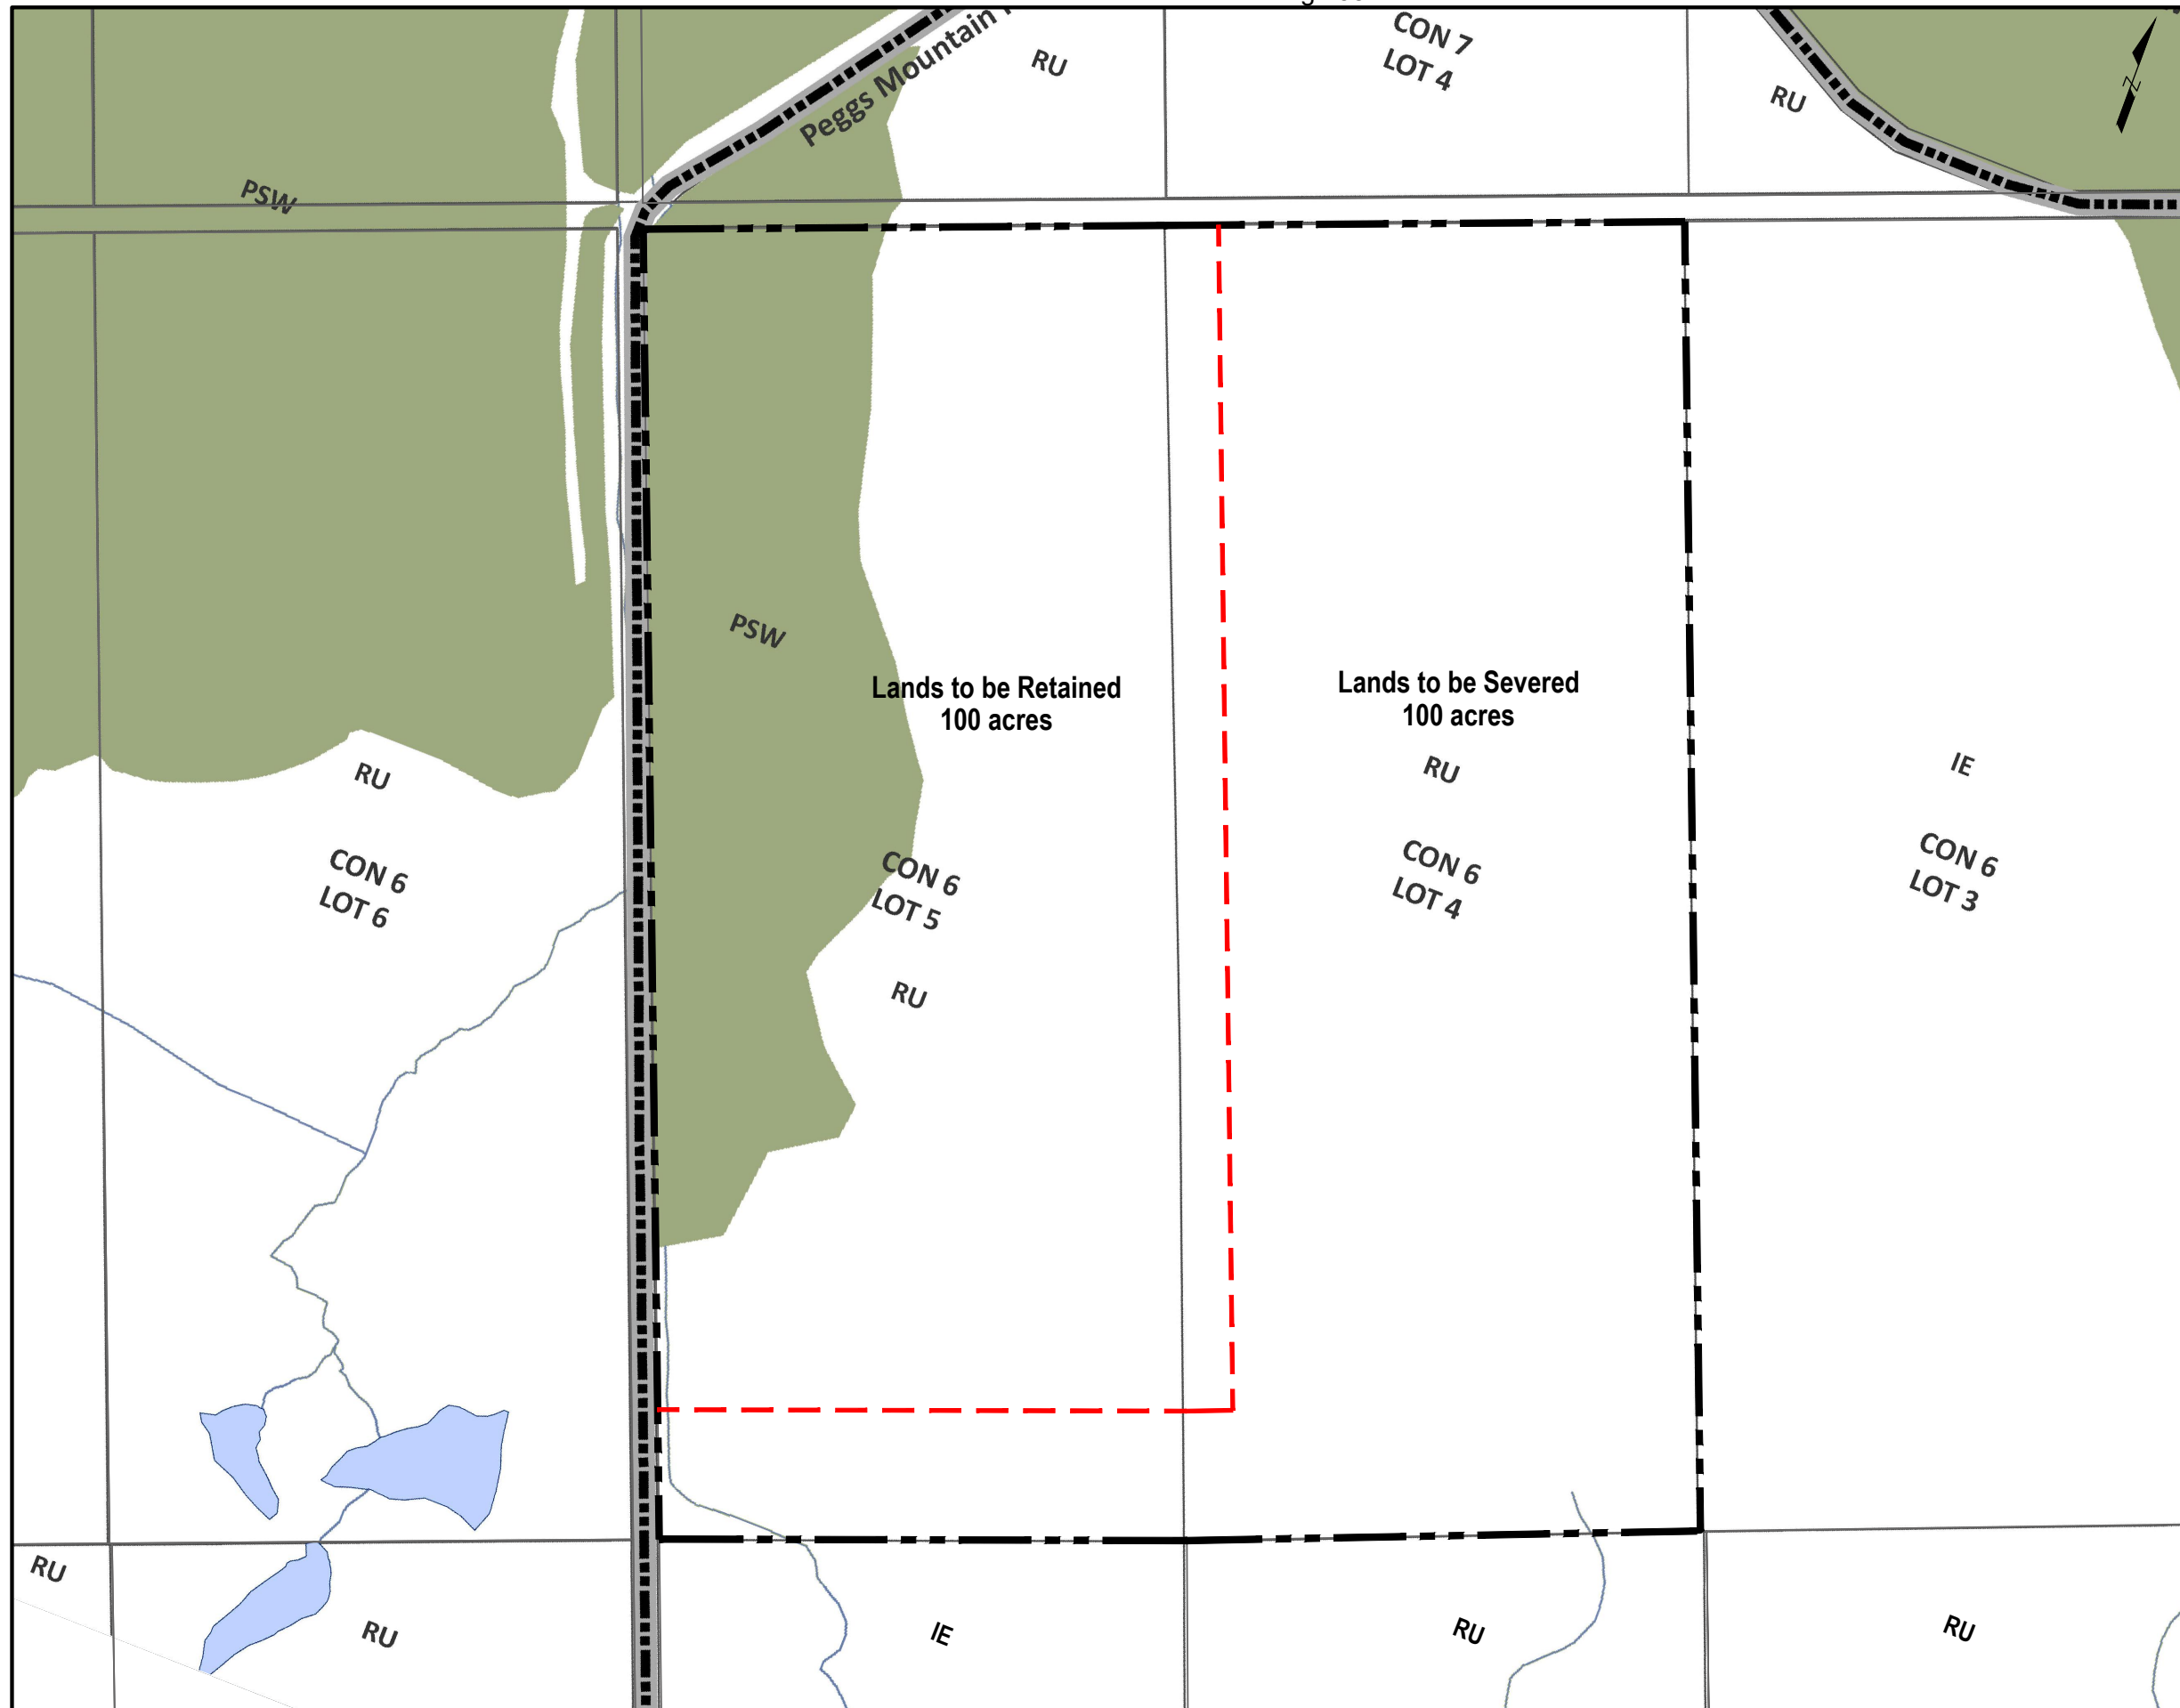 CON 7
LOT 4
Peggs Mountain
RU
RU
N
PSW
PSW
Lands to be Retained
100 acres
Lands to be Severed
100 acres
RU
RU
IE
CON 6
LOT 6
CON 6
LOT 5
CON 6
LOT 4
CON 6
LOT 3
RU
RU
RU
IE
RU
RU